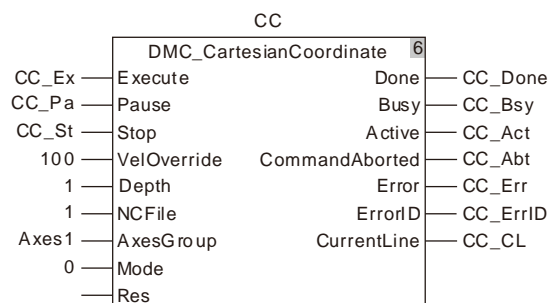 CC
DMC_CartesianCoordinate 6
CC_Ex Execute Done CC_Done
CC_Pa Pause Busy CC_Bsy
CC_St Stop Active CC_Act
100 VelOverride CommandAborted CC_Abt
1 Depth Error CC_Err
1 NCFile ErrorID CC_ErrID
Axes1 AxesGroup CurrentLine CC_CL
0 Mode
Res